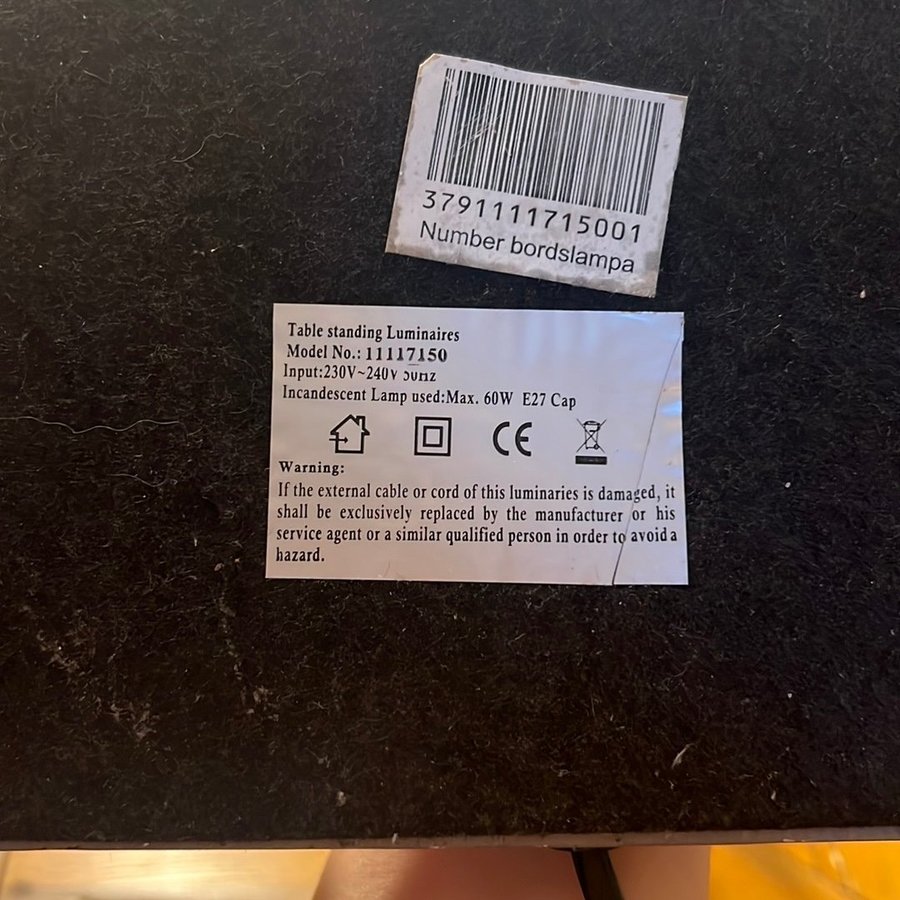 3791111715001
Number bordslampa
Table standing Luminaires
Model No.: 11117150
Input:230V~240V 50Hz
Incandescent Lamp used:Max. 60W E27 Cap
CE
Warning:
If the external cable or cord of this luminaries is damaged, it
shall be exclusively replaced by the manufacturer or his
service agent or a similar qualified person in order to avoid a
hazard.